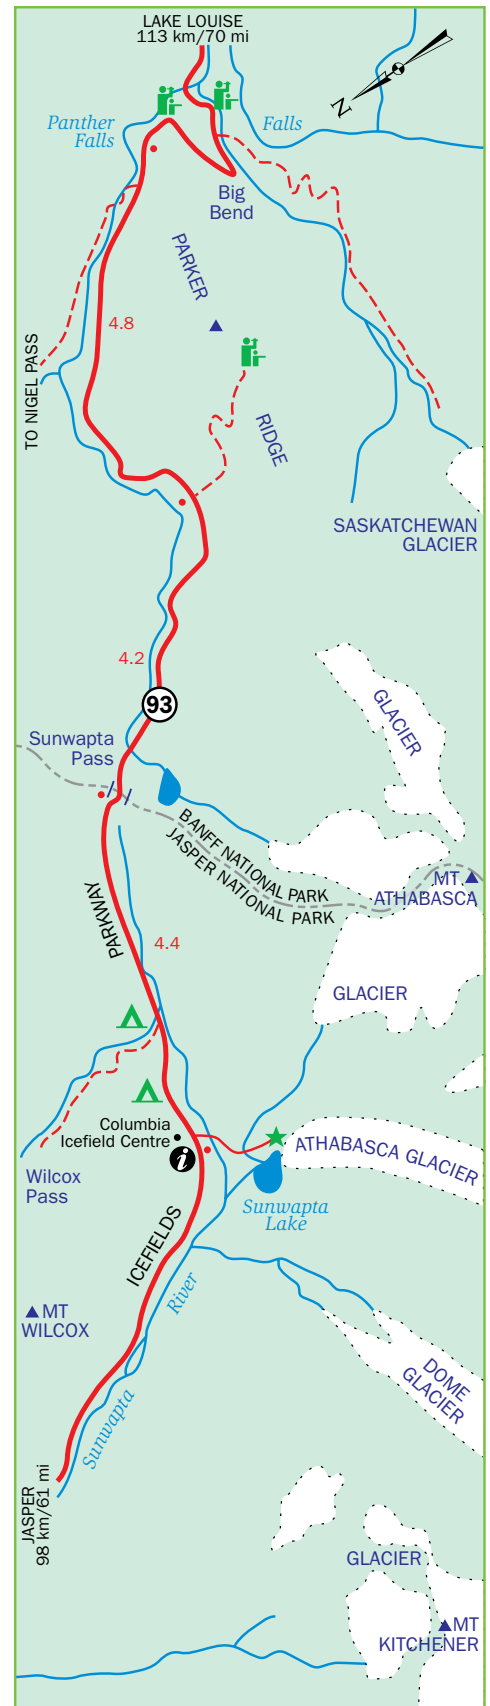 LAKE LOUISE
113 km/70 mi
N
Panther
Falls
Falls
Big
Bend
PARKER
4.8
TO NIGEL PASS
RIDGE
SASKATCHEWAN
GLACIER
4.2
GLACIER
93
Sunwapta
Pass
BANFF NATIONAL PARK
JASPER NATIONAL PARK
MT
ATHABASCA
PARKWAY
4.4
GLACIER
Columbia
Icefield Centre
i
ATHABASCA GLACIER
Wilcox
Pass
Sunwapta
Lake
ICEFIELDS
River
MT
WILCOX
DOME
GLACIER
Sunwapta
JASPER
98 km/61 mi
GLACIER
MT
KITCHENER